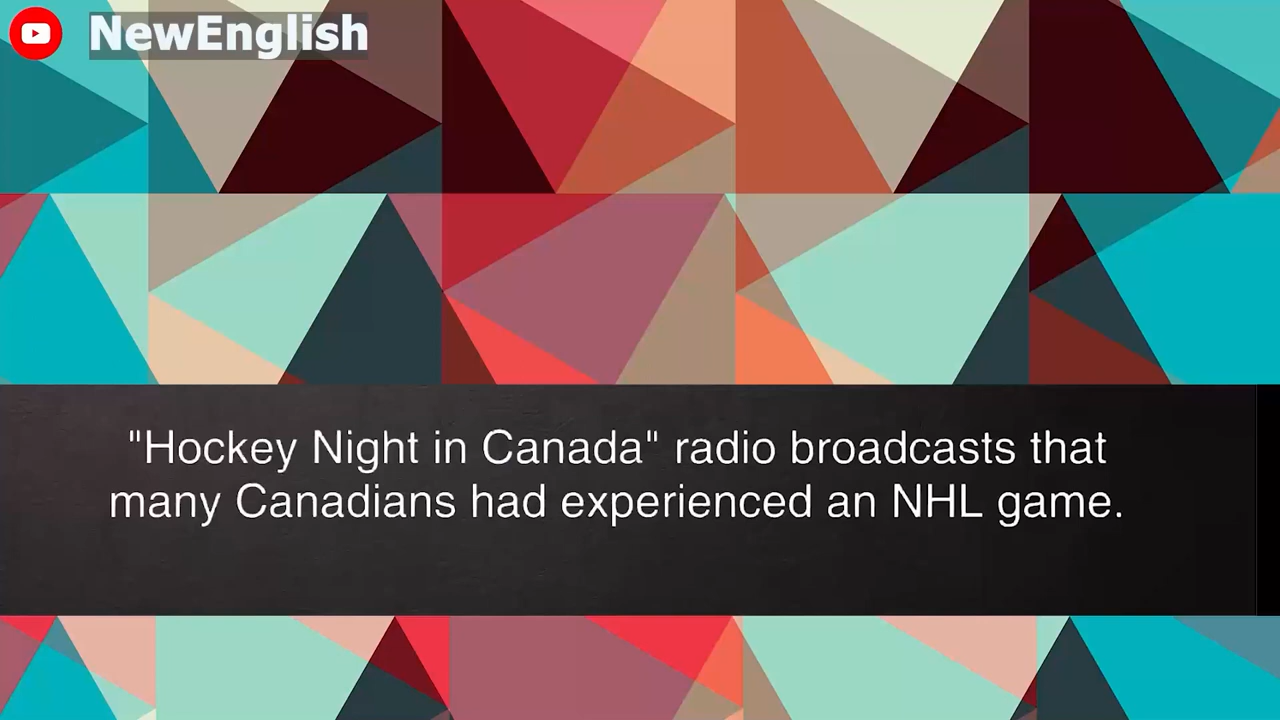 NewEnglish
"Hockey Night in Canada" radio broadcasts that
many Canadians had experienced an NHL game.